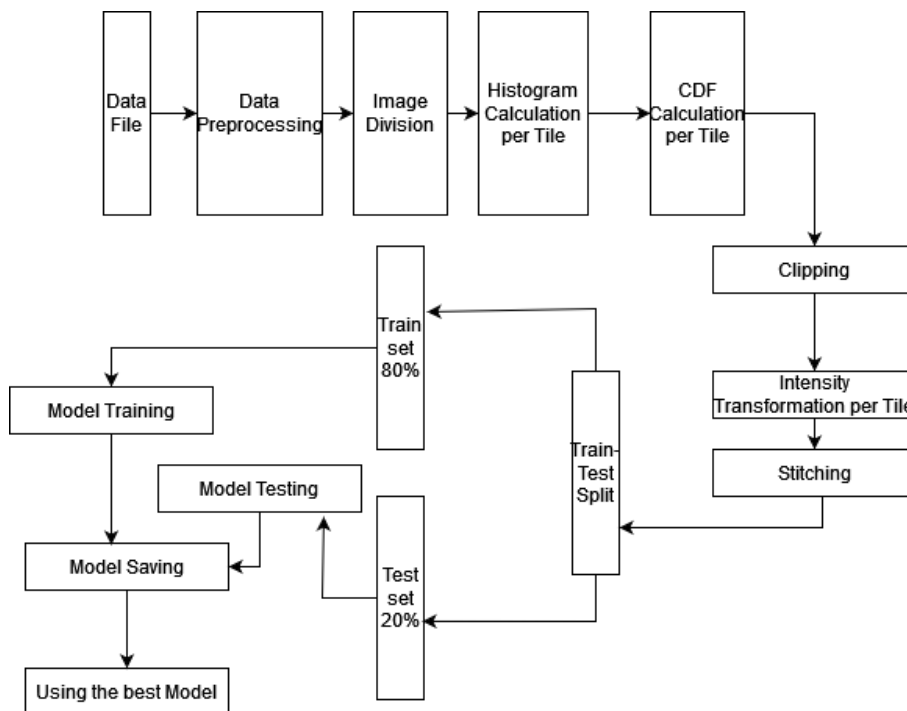 Data
File
Data
Preprocessing
Image
Division
Histogram
Calculation
per Tile
CDF
Calculation
per Tile
Clipping
Intensity
Transformation per Tile
Stitching
Train-
Test
Split
Train
set
80%
Model Training
Test
set
20%
Model Testing
Model Saving
Using the best Model